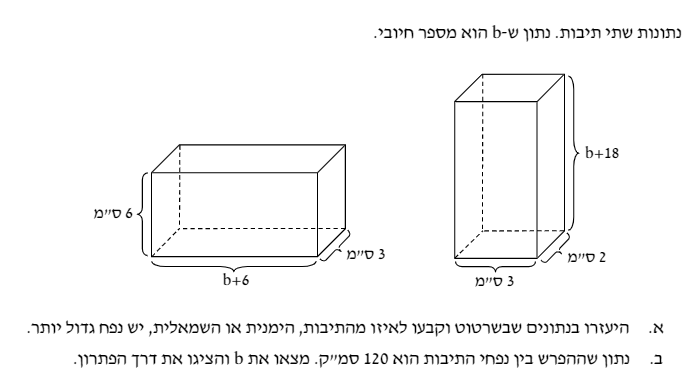 נתונות שתי תיבות. נתון ש-b הוא מספר חיובי.
b+18
6 ס״מ
3 ס״מ
2 ס״מ
b+6
3 ס״מ
א. היעזרו בנתונים שבשרטוט וקבעו לאיזו מהתיבות, הימנית או השמאלית, יש נפח גדול יותר.
ב. נתון שההפרש בין נפחי התיבות הוא 120 סמ״ק. מצאו את b והציגו את דרך הפתרון.